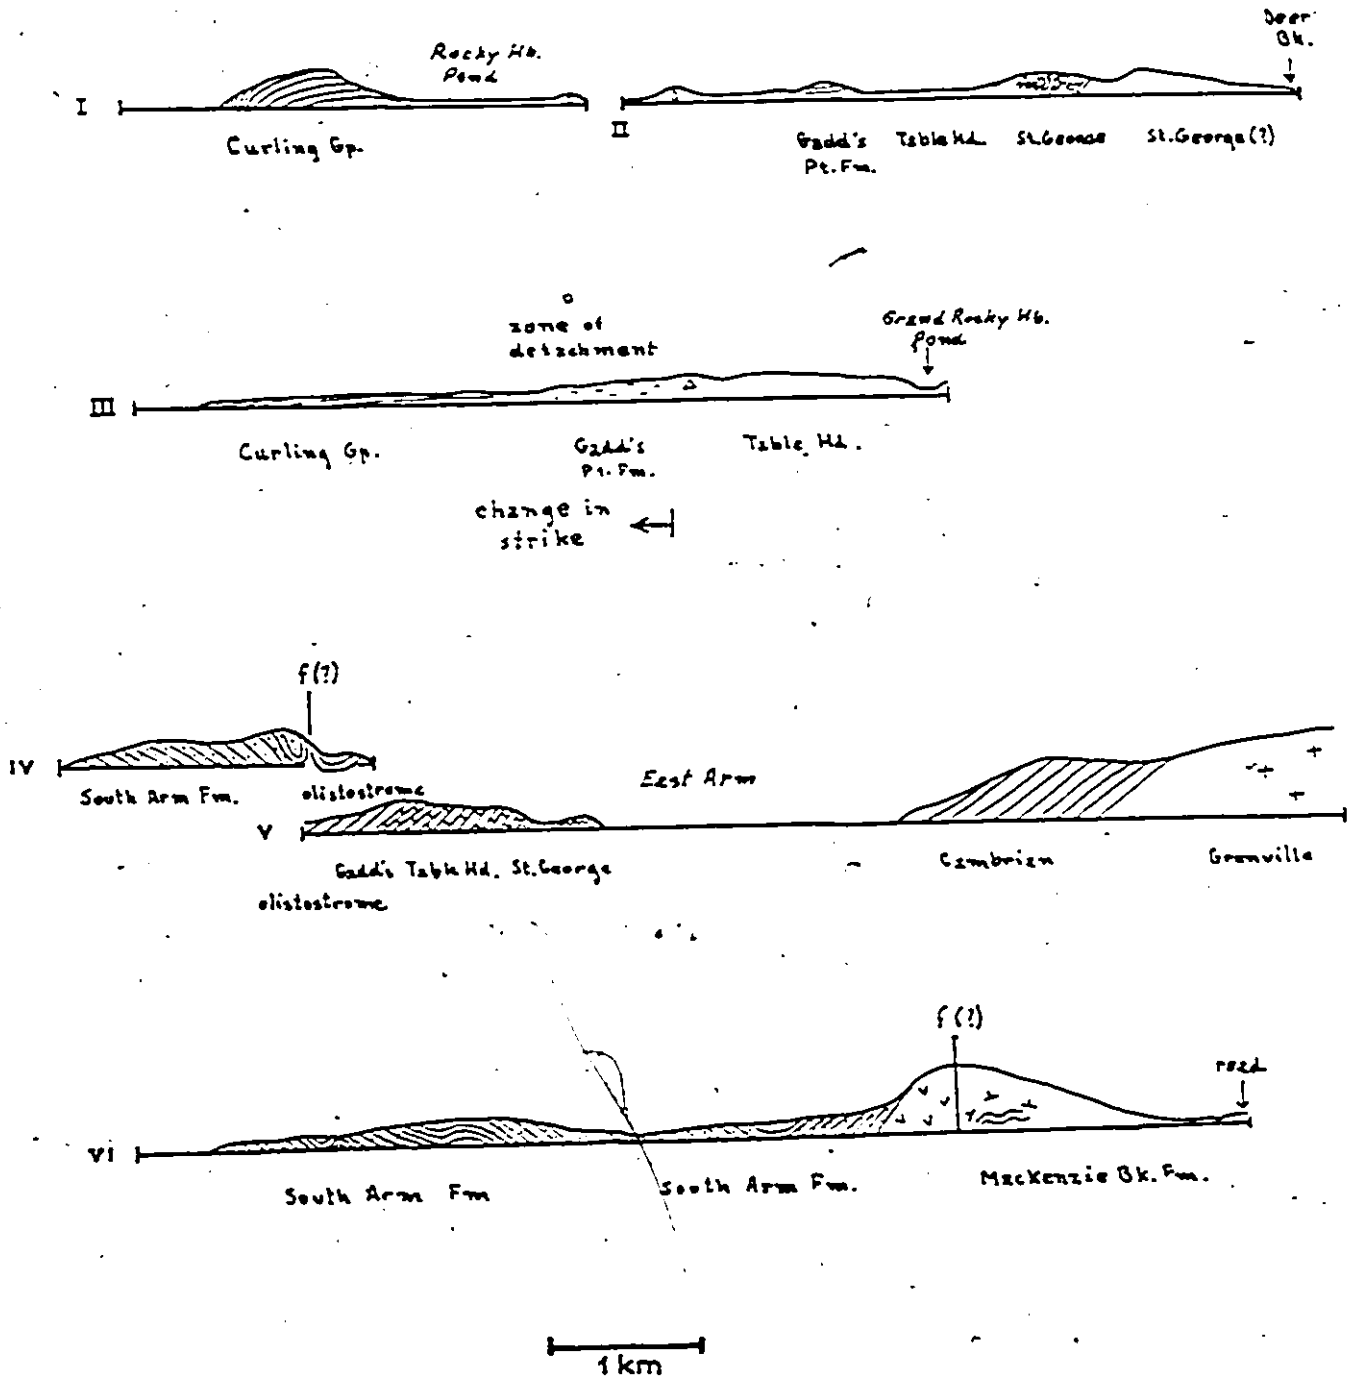 Deer
Bk.
Rocky Hb.
Pond
I
II
Curling Gp.
Gadd's
Pt. Fm.
Table Hd.
St. George
St. George (?)
zone of
detachment
Grand Rocky Hb.
Pond
III
Curling Gp.
Gadd's
Pt. Fm.
Table Hd.
change in
strike
f(?)
IV
South Arm Fm.
olistostrome
East Arm
V
Gadd's Table Hd. St. George
olistostrome
Cambrian
Grenville
f(?)
road
VI
South Arm Fm
South Arm Fm.
MacKenzie Bk. Fm.
1 km